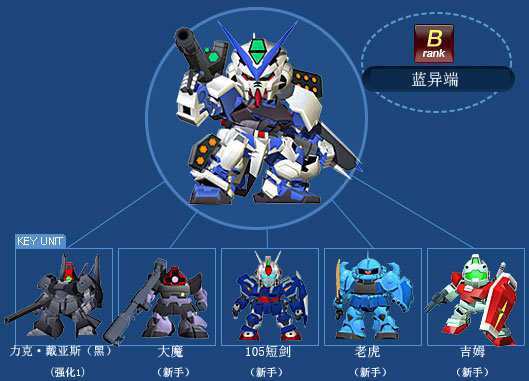 B
rank
蓝异端
KEY UNIT
力克·戴亚斯（黑）
（强化1）
大魔
（新手）
105短剑
（新手）
老虎
（新手）
吉姆
（新手）